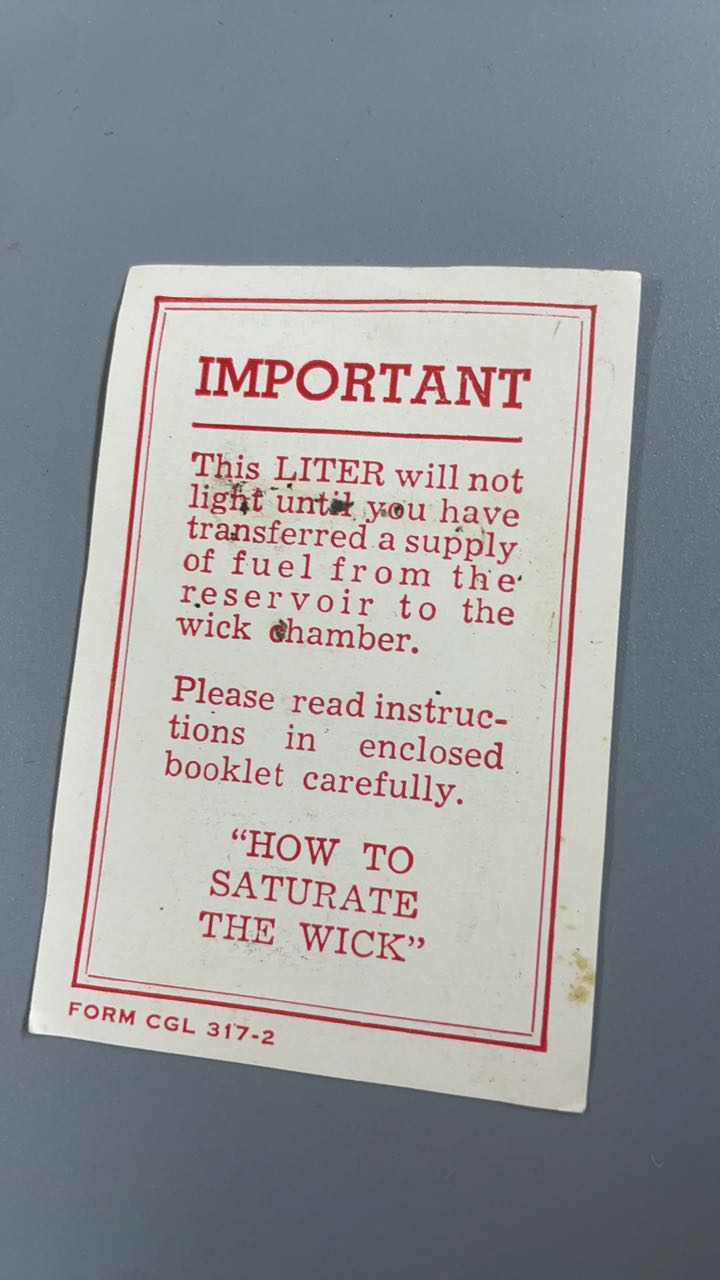 IMPORTANT
This LITER will not
light until you have
transferred a supply
of fuel from the
reservoir to the
wick chamber.
Please read instruc-
tions in enclosed
booklet carefully.
“HOW TO
SATURATE
THE WICK”
FORM CGL 317-2